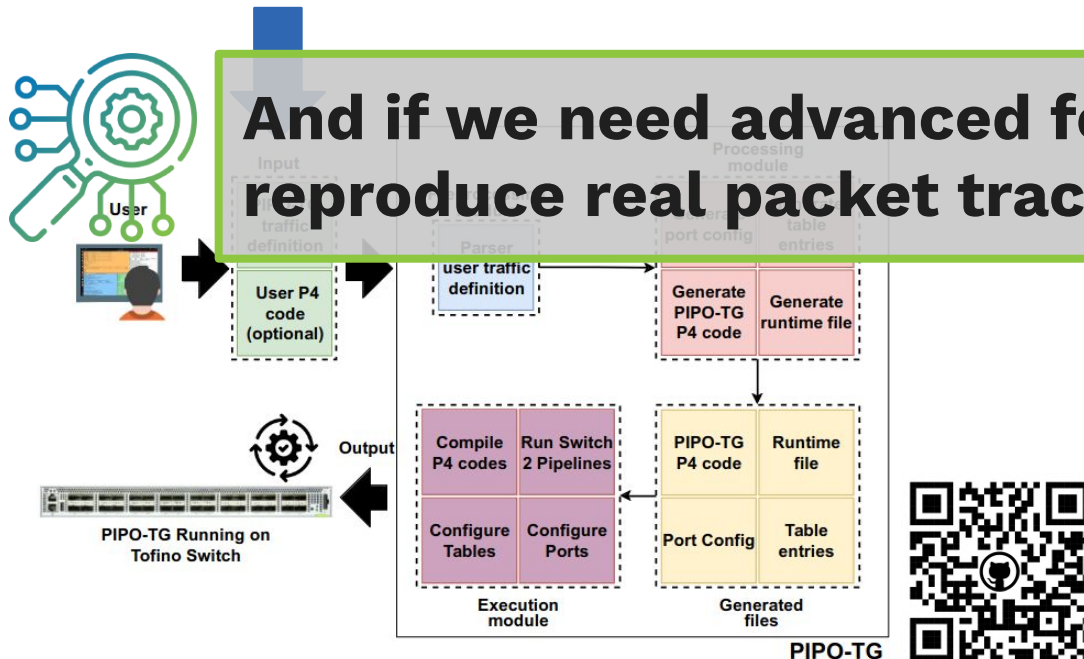 And if we need advanced fe
reproduce real packet trac
Input
Processing
module
User
traffic
definition
Parser
user traffic
definition
Generate
port config
table
entries
User P4
code
(optional)
Generate
PIPO-TG
P4 code
Generate
runtime file
Output
Compile
P4 codes
Run Switch
2 Pipelines
Configure
Tables
Configure
Ports
PIPO-TG
P4 code
Runtime
file
Port Config
Table
entries
PIPO-TG Running on
Tofino Switch
Execution
module
Generated
files
PIPO-TG